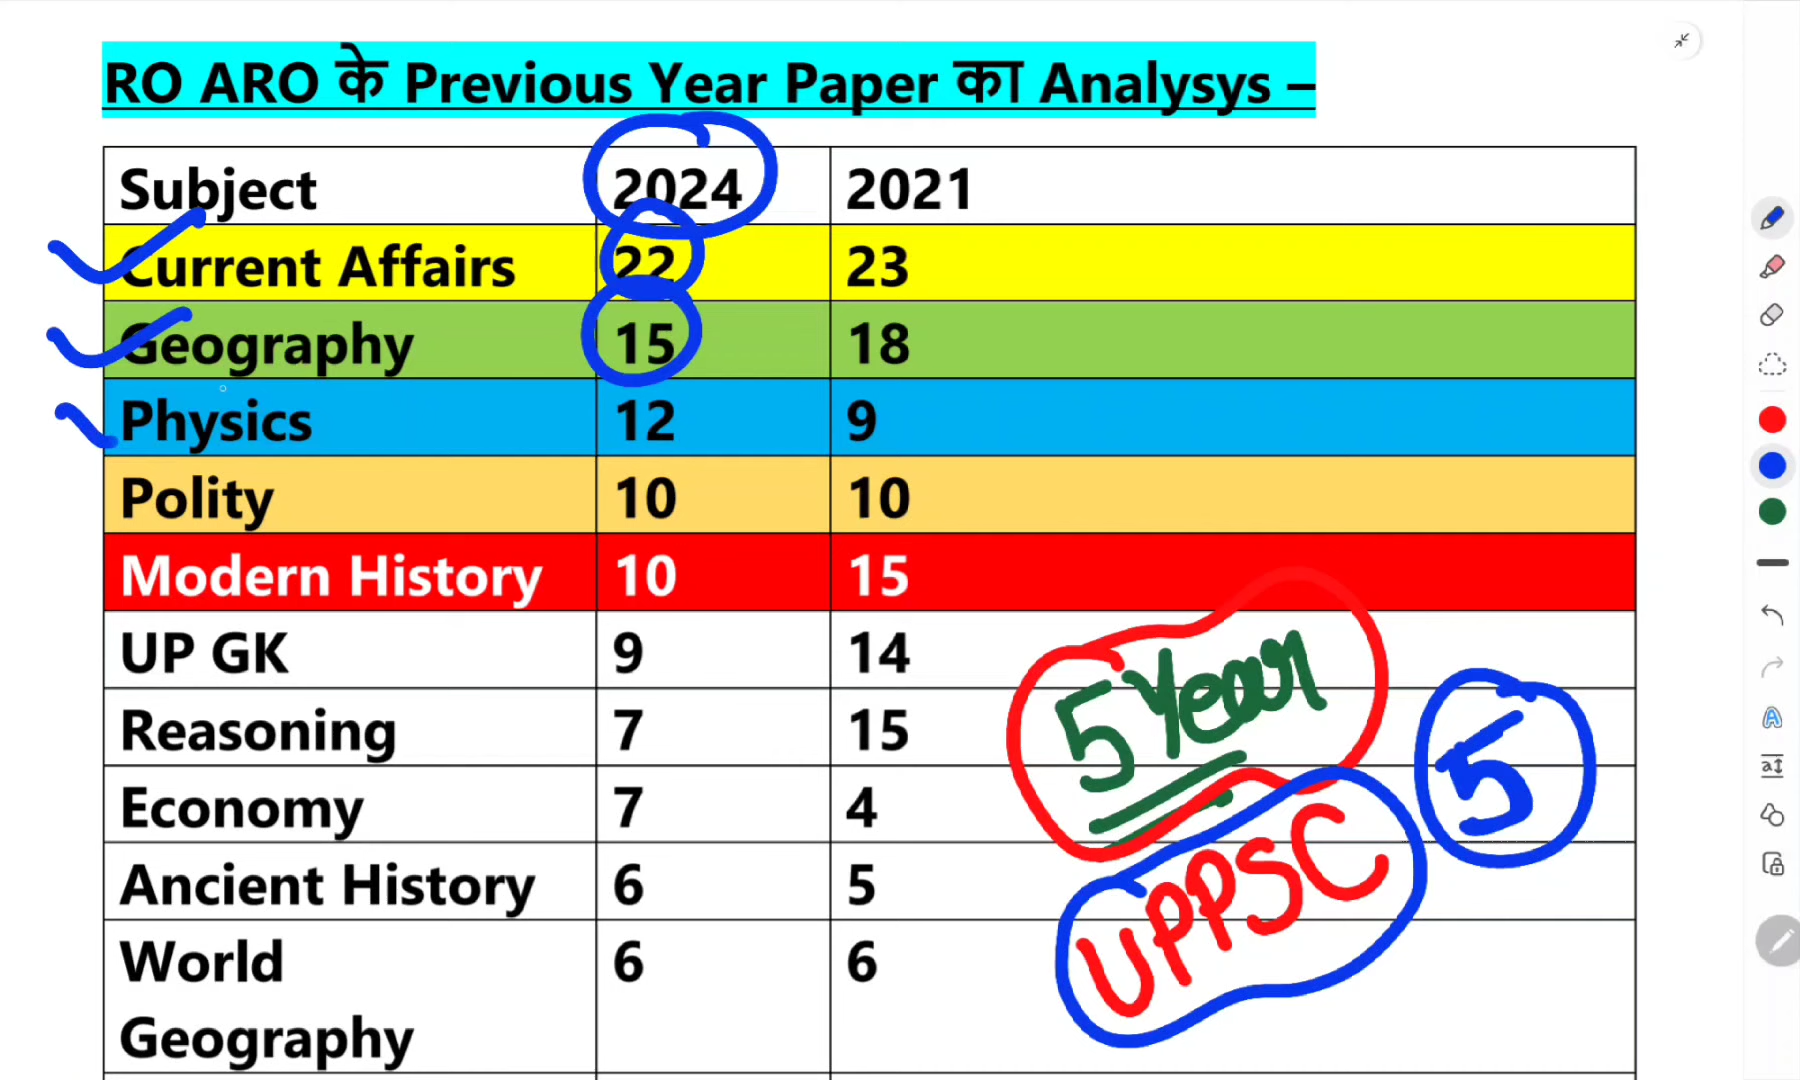 RO ARO के Previous Year Paper का Analysys –
Subject 2024 2021
Current Affairs 22 23
Geography 15 18
Physics 12 9
Polity 10 10
Modern History 10 15
UP GK 9 14
Reasoning 7 15
Economy 7 4
Ancient History 6 5
World Geography 6 6
5 Year
5
UPPSC